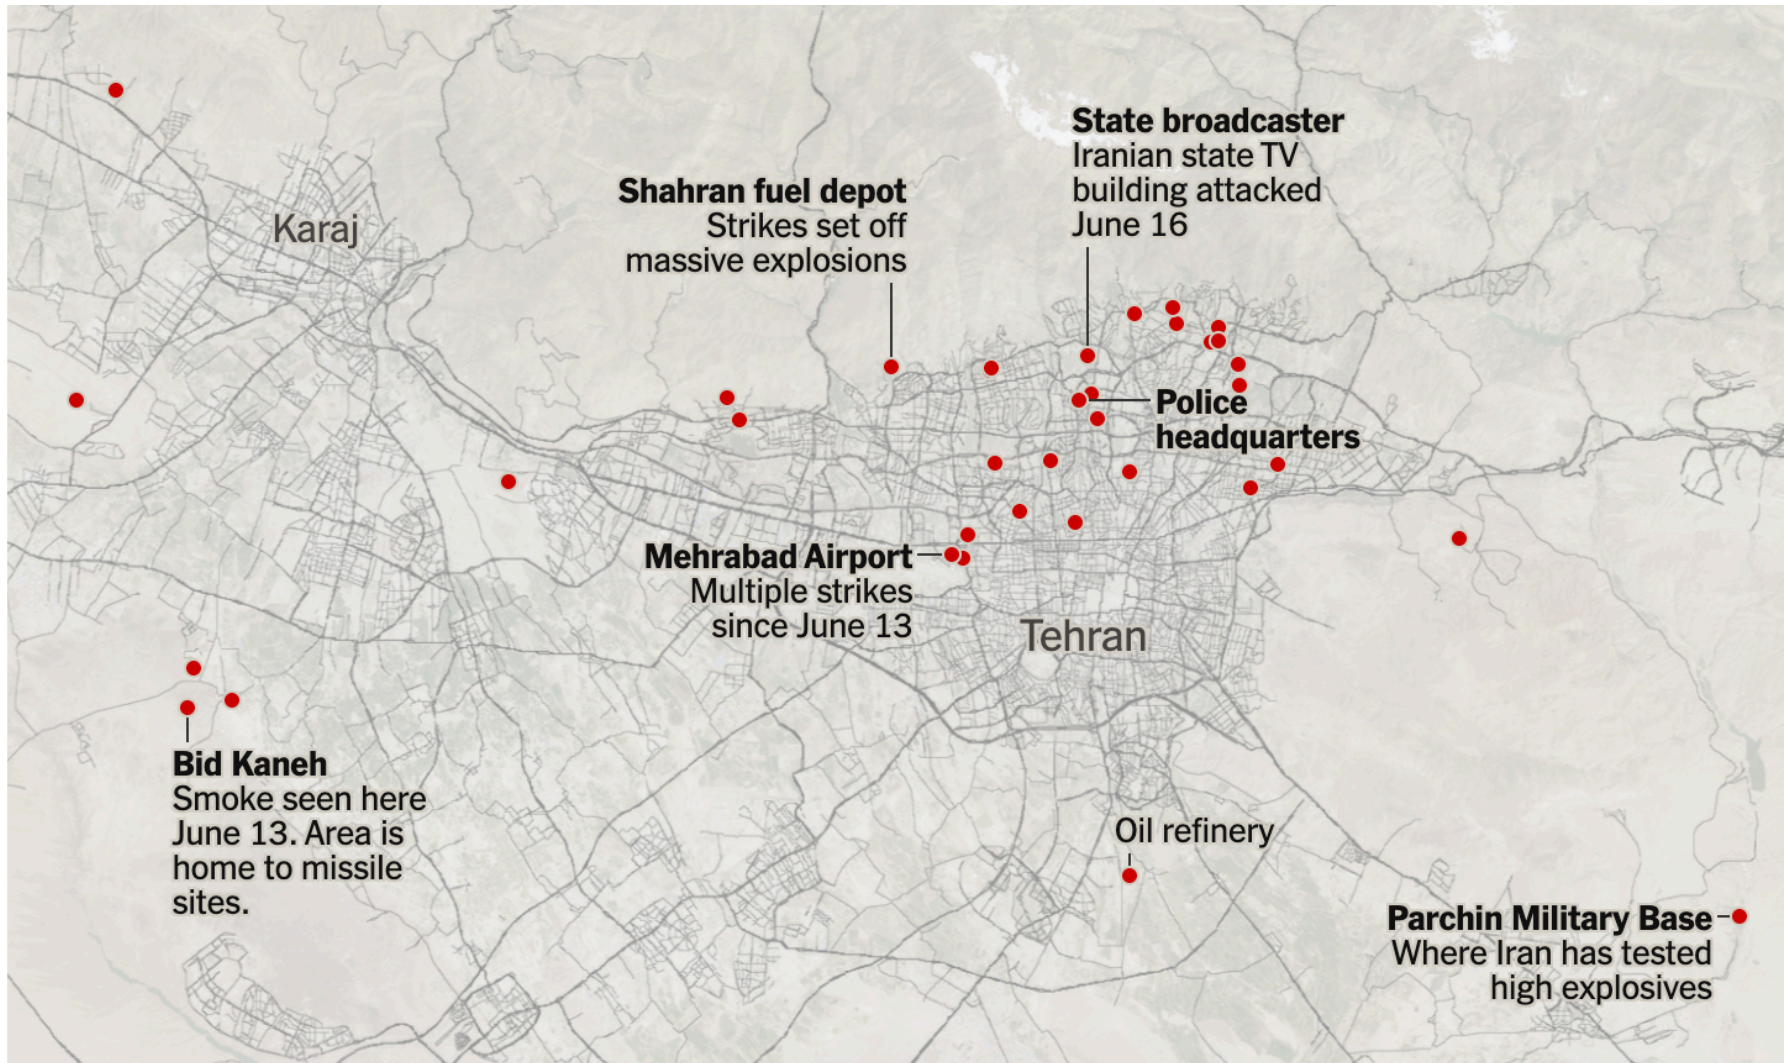 State broadcaster
Iranian state TV
building attacked
June 16
Shahran fuel depot
Strikes set off
massive explosions
Karaj
Police
headquarters
Mehrabad Airport
Multiple strikes
since June 13
Tehran
Bid Kaneh
Smoke seen here
June 13. Area is
home to missile
sites.
Oil refinery
Parchin Military Base
Where Iran has tested
high explosives